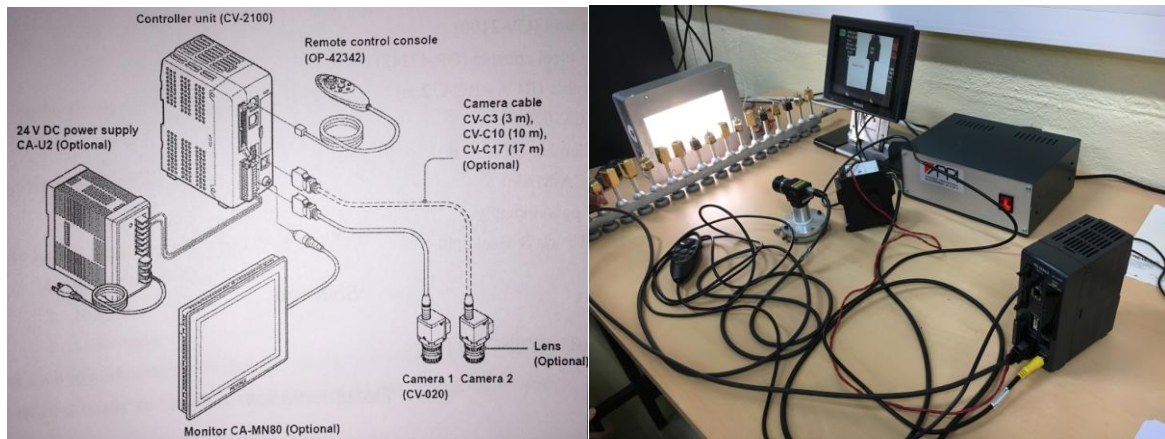 Controller unit (CV-2100)
Remote control console
(OP-42342)
Camera cable
CV-C3 (3 m),
CV-C10 (10 m),
CV-C17 (17 m)
(Optional)
24 V DC power supply
CA-U2 (Optional)
Lens
(Optional)
Camera 1 Camera 2
(CV-020)
Monitor CA-MN80 (Optional)